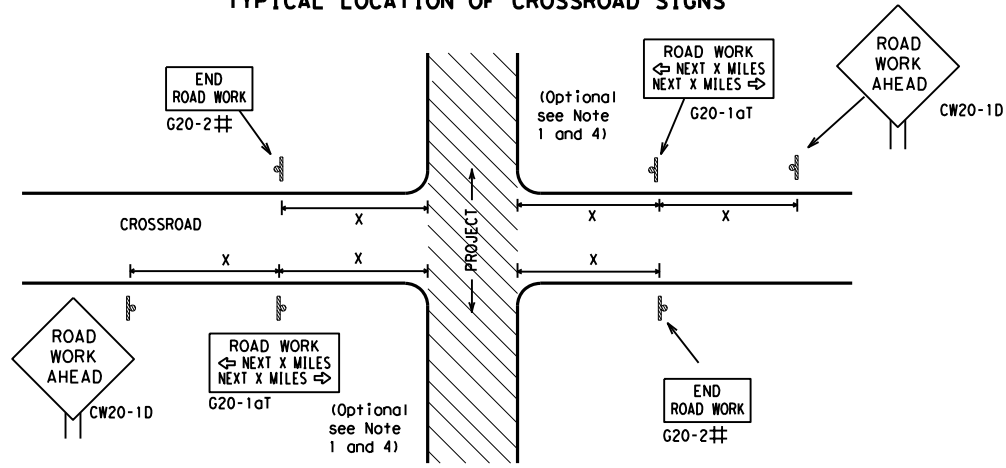 TYPICAL LOCATION OF CROSSROAD SIGNS
END
ROAD WORK
G20-2#
(Optional
see Note
1 and 4)
ROAD WORK
⇦ NEXT X MILES
NEXT X MILES ⇨
G20-1aT
ROAD
WORK
AHEAD
CW20-1D
CROSSROAD
X
X
X
PROJECT
X
X
X
ROAD
WORK
AHEAD
CW20-1D
ROAD WORK
⇦ NEXT X MILES
NEXT X MILES ⇨
G20-1aT
(Optional
see Note
1 and 4)
END
ROAD WORK
G20-2#